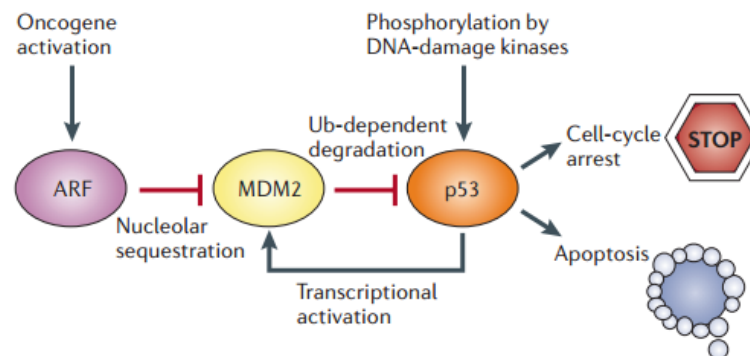 Oncogene
activation
Phosphorylation by
DNA-damage kinases
Ub-dependent
degradation
Cell-cycle
arrest
STOP
ARF
MDM2
p53
Nucleolar
sequestration
Apoptosis
Transcriptional
activation